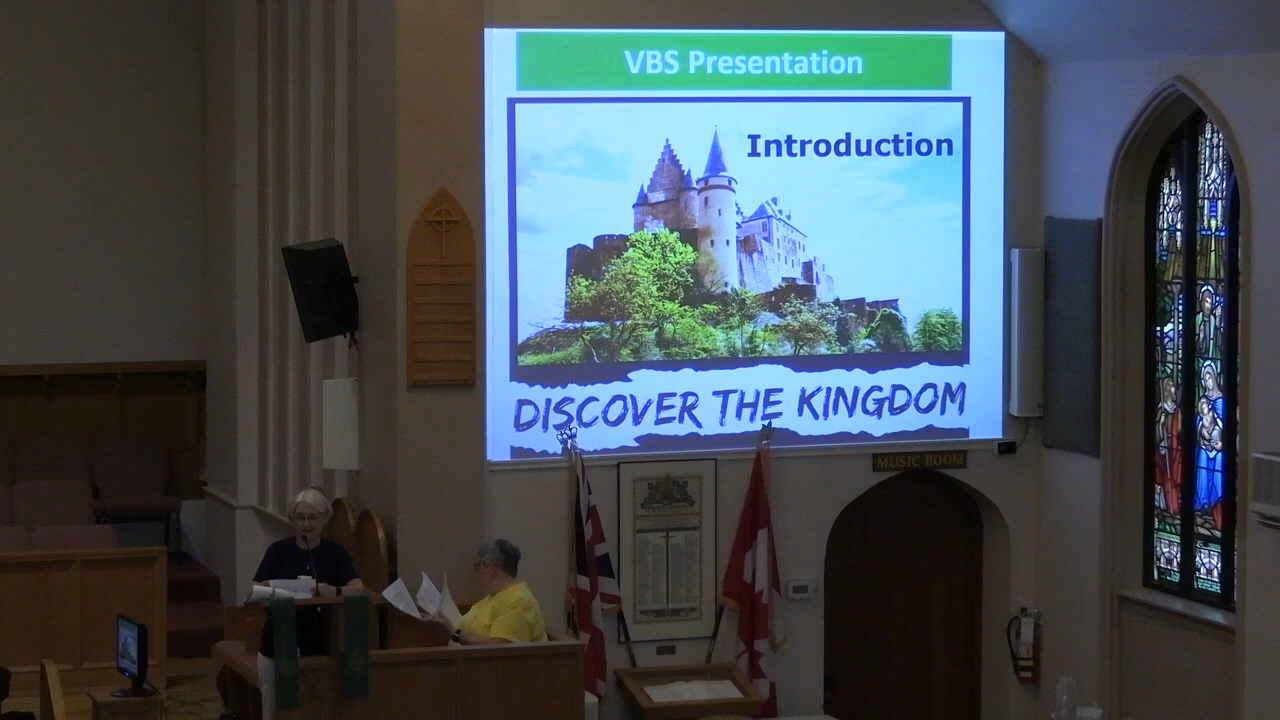 VBS Presentation
Introduction
DISCOVER THE KINGDOM
MUSIC ROOM